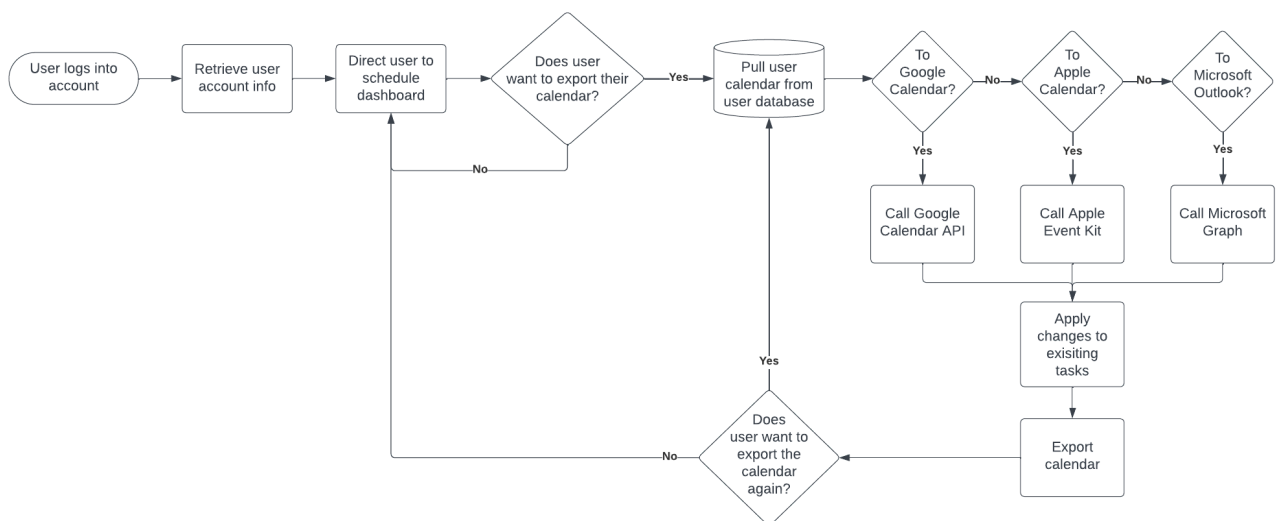 User logs into
account
Retrieve user
account info
Direct user to
schedule
dashboard
Does user
want to export their
calendar?
Yes
No
Pull user
calendar from
user database
To
Google
Calendar?
No
To
Apple
Calendar?
No
To
Microsoft
Outlook?
Yes
Yes
Yes
Call Google
Calendar API
Call Apple
Event Kit
Call Microsoft
Graph
Apply
changes to
exisiting
tasks
Export
calendar
Does
user want to
export the
calendar
again?
Yes
No